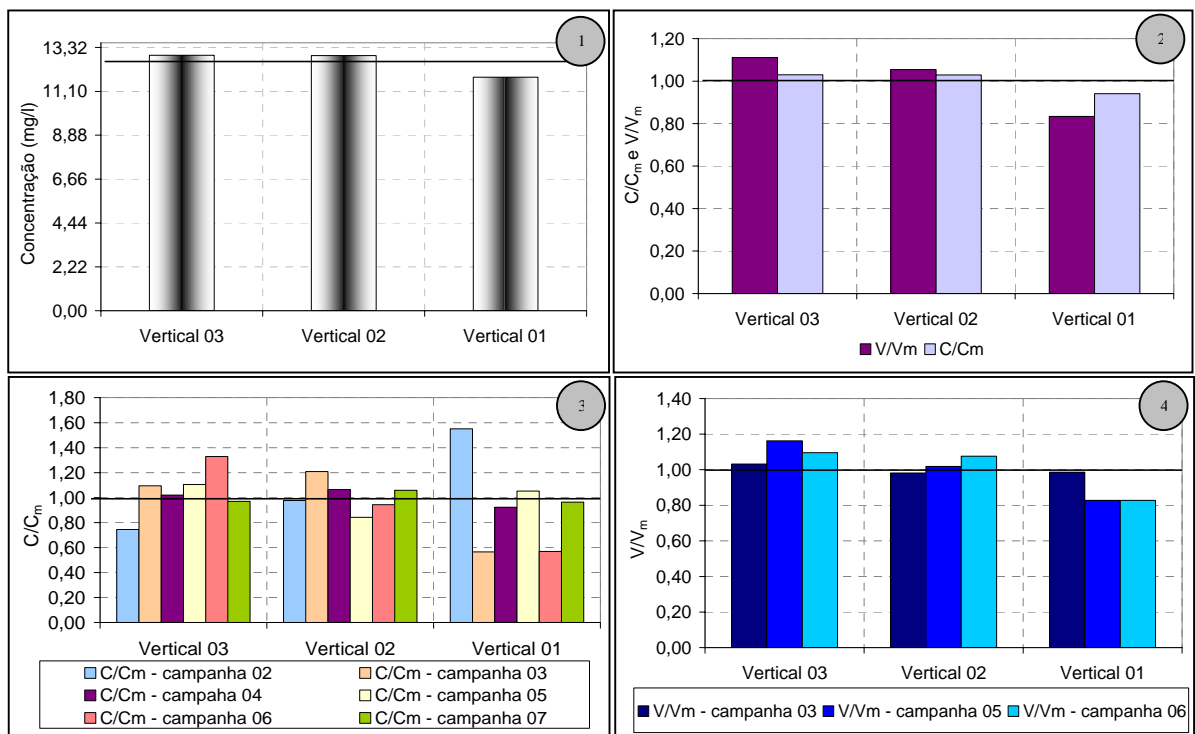 1
Concentração (mg/l)
13,32
11,10
8,88
6,66
4,44
2,22
0,00
Vertical 03 Vertical 02 Vertical 01
2
C/Cm e V/Vm
1,20
1,00
0,80
0,60
0,40
0,20
0,00
Vertical 03 Vertical 02 Vertical 01
V/Vm C/Cm
3
C/Cm
1,80
1,60
1,40
1,20
1,00
0,80
0,60
0,40
0,20
0,00
Vertical 03 Vertical 02 Vertical 01
C/Cm - campanha 02 C/Cm - campanha 03
C/Cm - campaha 04 C/Cm - campanha 05
C/Cm - campanha 06 C/Cm - campanha 07
4
V/Vm
1,40
1,20
1,00
0,80
0,60
0,40
0,20
0,00
Vertical 03 Vertical 02 Vertical 01
V/Vm - campanha 03 V/Vm - campanha 05 V/Vm - campanha 06